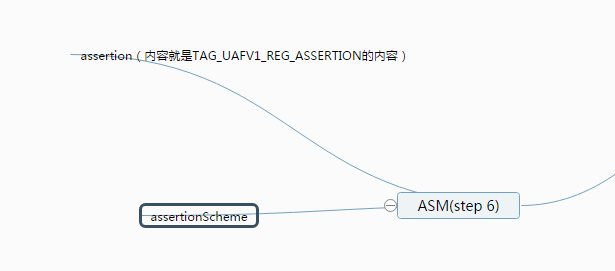 assertion（内容就是TAG_UAFV1_REG_ASSERTION的内容）
ASM(step 6)
assertionScheme